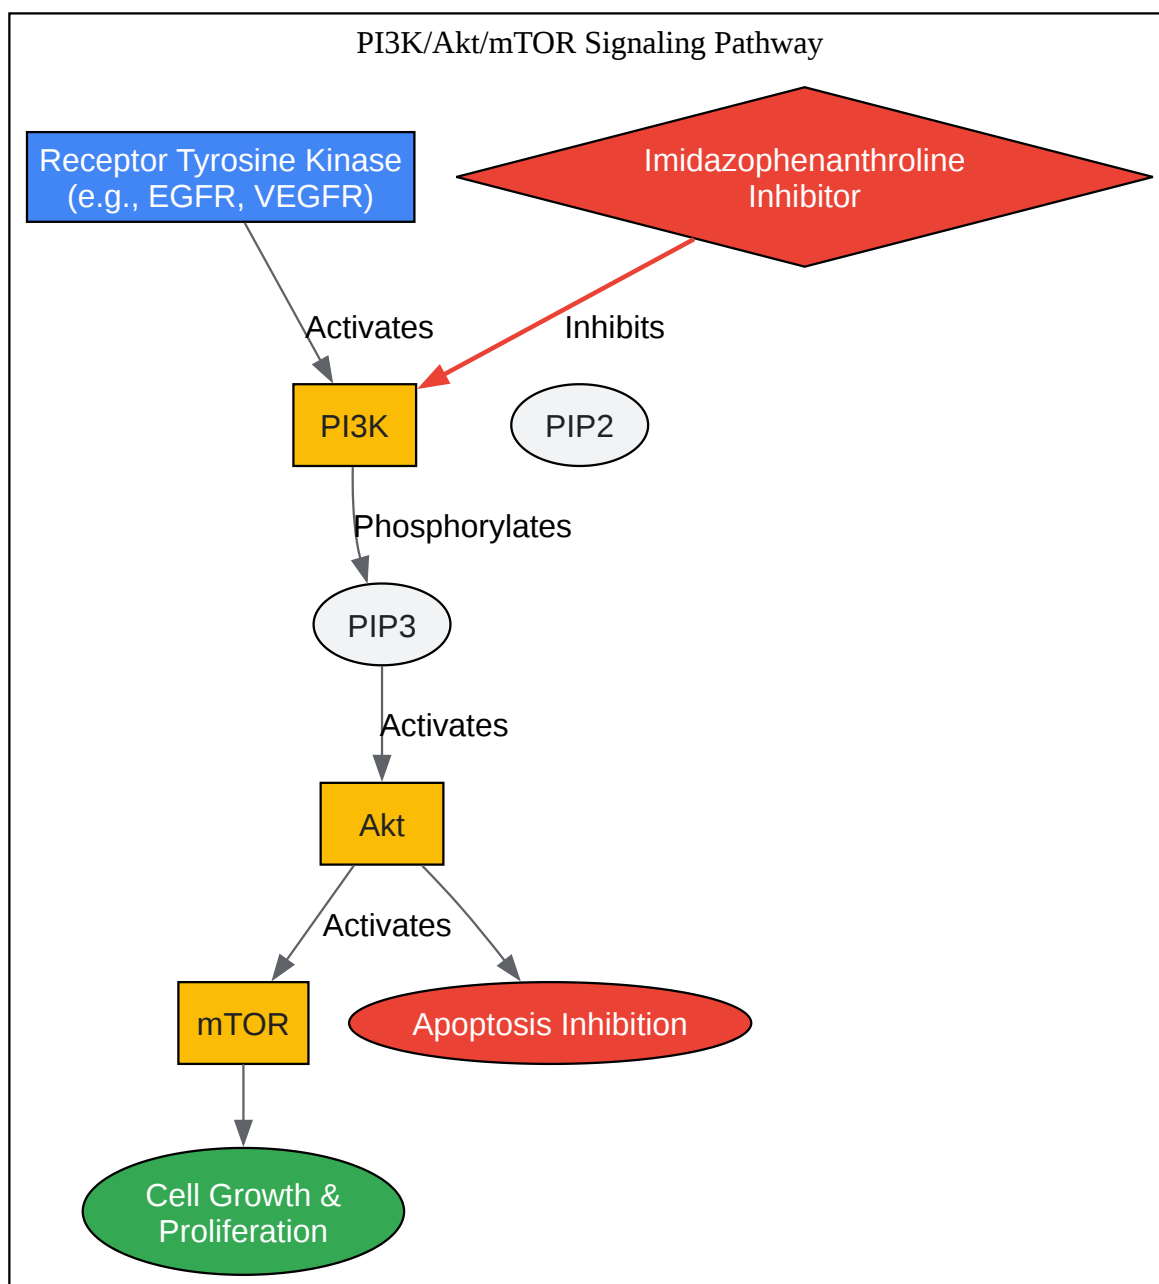 PI3K/Akt/mTOR Signaling Pathway
Receptor Tyrosine Kinase
(e.g., EGFR, VEGFR)
Imidazophenanthroline
Inhibitor
Activates
Inhibits
PI3K
PIP2
Phosphorylates
PIP3
Activates
Akt
Activates
mTOR
Apoptosis Inhibition
Cell Growth &
Proliferation